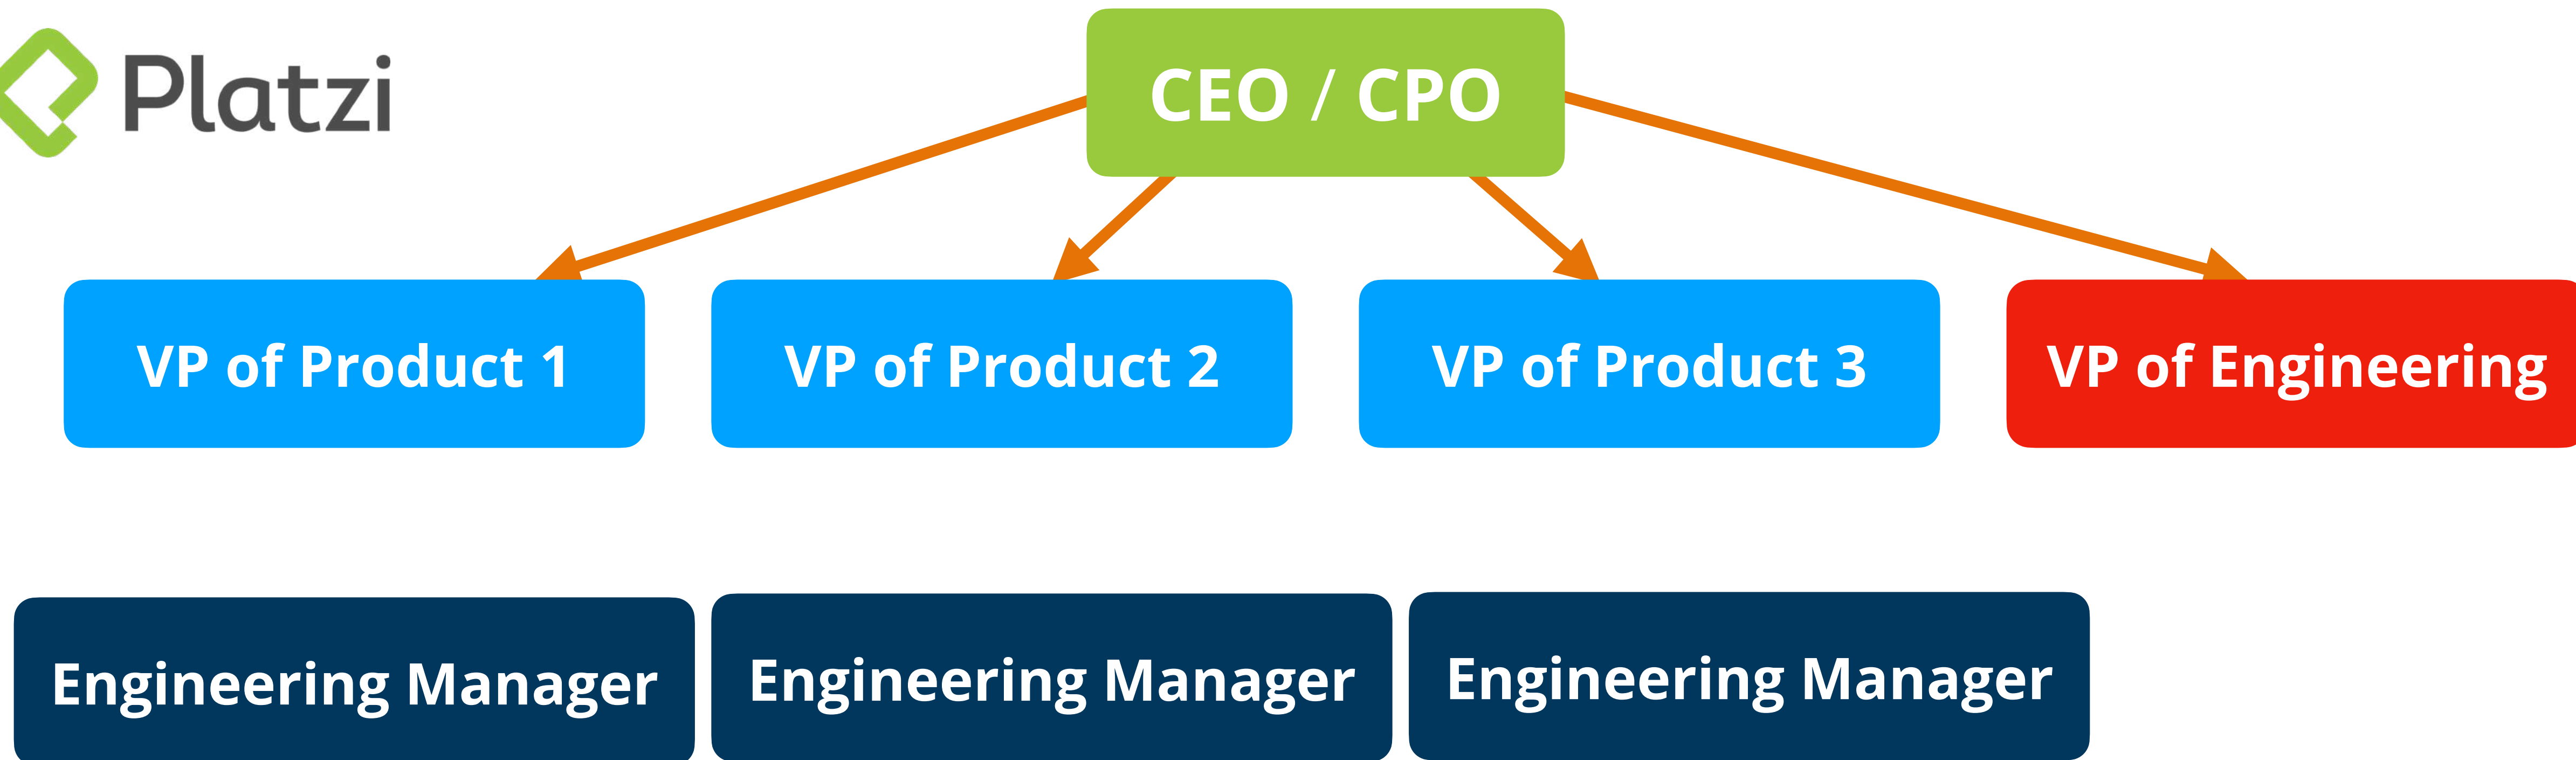 Platzi
CEO / CPO
VP of Product 1
VP of Product 2
VP of Product 3
VP of Engineering
Engineering Manager
Engineering Manager
Engineering Manager